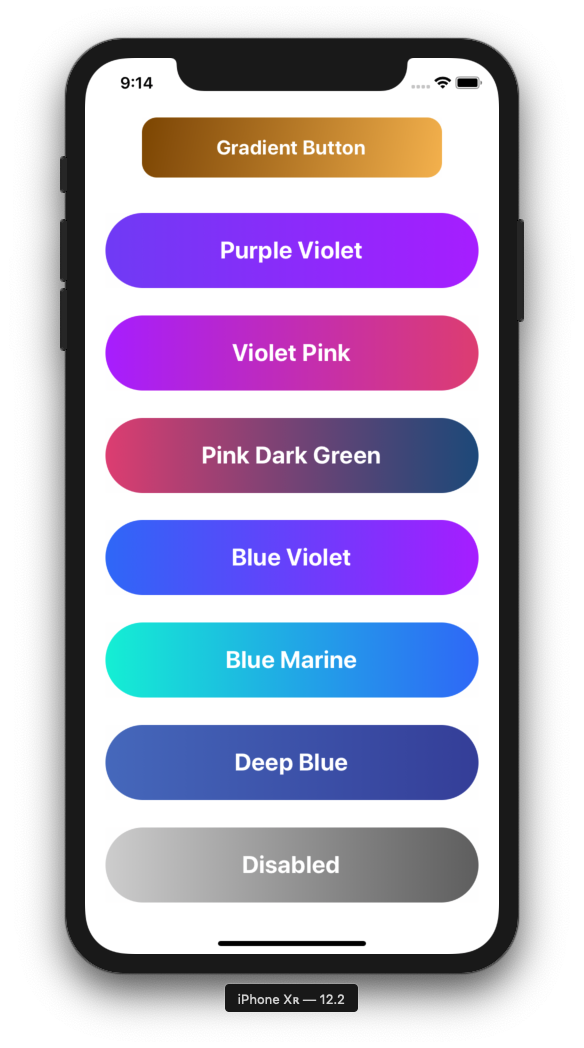 9:14
Gradient Button
Purple Violet
Violet Pink
Pink Dark Green
Blue Violet
Blue Marine
Deep Blue
Disabled
iPhone Xʀ — 12.2